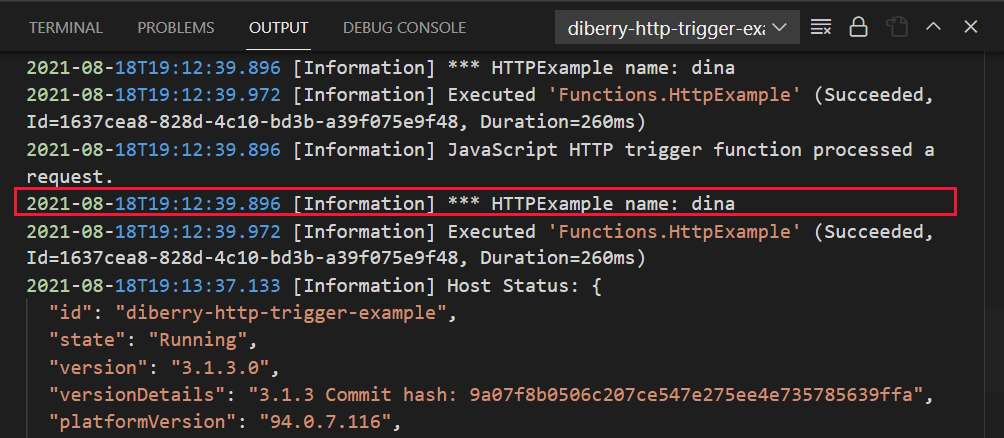 TERMINAL PROBLEMS OUTPUT DEBUG CONSOLE diberry-http-trigger-exa
2021-08-18T19:12:39.896 [Information] *** HTTPExample name: dina
2021-08-18T19:12:39.972 [Information] Executed 'Functions.HttpExample' (Succeeded,
Id=1637cea8-828d-4c10-bd3b-a39f075e9f48, Duration=260ms)
2021-08-18T19:12:39.896 [Information] JavaScript HTTP trigger function processed a
request.
2021-08-18T19:12:39.896 [Information] *** HTTPExample name: dina
2021-08-18T19:12:39.972 [Information] Executed 'Functions.HttpExample' (Succeeded,
Id=1637cea8-828d-4c10-bd3b-a39f075e9f48, Duration=260ms)
2021-08-18T19:13:37.133 [Information] Host Status: {
"id": "diberry-http-trigger-example",
"state": "Running",
"version": "3.1.3.0",
"versionDetails": "3.1.3 Commit hash: 9a07f8b0506c207ce547e275ee4e735785639ffa",
"platformVersion": "94.0.7.116",